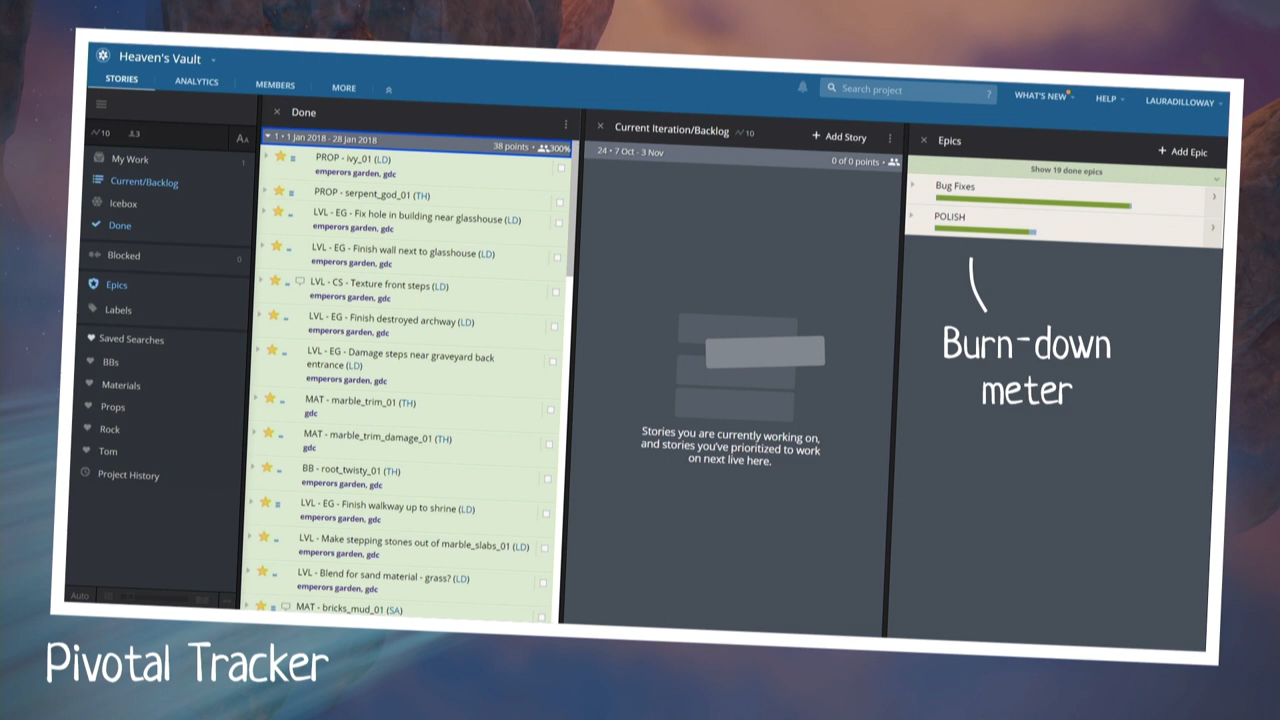 Heaven's Vault
STORIES ANALYTICS MEMBERS MORE
Search project ?
WHAT'S NEW HELP LAURADILLOWAY
10 3 AA
My Work 1
Current/Backlog
Icebox
Done
Blocked 0
Epics
Labels
Saved Searches
BBs
Materials
Props
Rock
Tom
Project History
Auto
Done
1 • 1 Jan 2018 - 28 Jan 2018 38 points • 300%
PROP - ivy_01 (LD)
emperors garden, gdc
PROP - serpent_god_01 (TH)
LVL - EG - Fix hole in building near glasshouse (LD)
emperors garden, gdc
LVL - EG - Finish wall next to glasshouse (LD)
emperors garden, gdc
LVL - CS - Texture front steps (LD)
emperors garden, gdc
LVL - EG - Finish destroyed archway (LD)
emperors garden, gdc
LVL - EG - Damage steps near graveyard back
entrance (LD)
emperors garden, gdc
MAT - marble_trim_01 (TH)
gdc
MAT - marble_trim_damage_01 (TH)
gdc
BB - root_twisty_01 (TH)
emperors garden, gdc
LVL - EG - Finish walkway up to shrine (LD)
emperors garden, gdc
LVL - Make stepping stones out of marble_slabs_01 (LD)
emperors garden, gdc
LVL - Blend for sand material - grass? (LD)
emperors garden, gdc
MAT - bricks_mud_01 (SA)
Current Iteration/Backlog 10 + Add Story
24 • 7 Oct - 3 Nov 0 of 0 points •
Stories you are currently working on,
and stories you've prioritized to work
on next live here.
Epics + Add Epic
Show 19 done epics
Bug Fixes
POLISH
Burn-down
meter
Pivotal Tracker